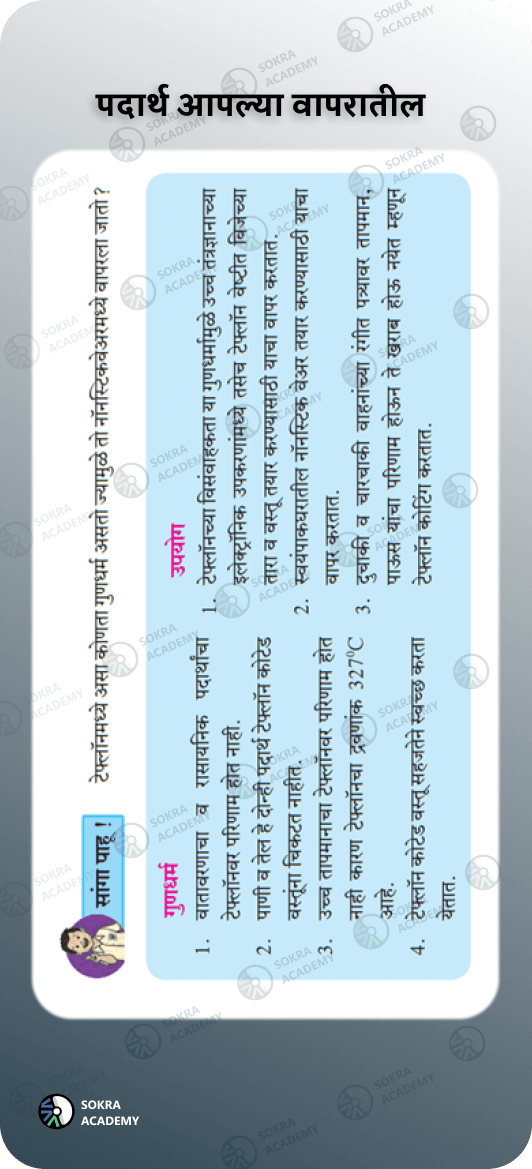 पदार्थ आपल्या वापरातील
सांगा पाहू !
टेफ्लॉनमध्ये असा कोणता गुणधर्म असतो ज्यामुळे तो नॉनस्टिकवेअरमध्ये वापरला जातो?
गुणधर्म
1. वातावरणाचा व रासायनिक पदार्थांचा
टेफ्लॉनवर परिणाम होत नाही.
2. पाणी व तेल हे दोन्ही पदार्थ टेफ्लॉन कोटेड
वस्तूंना चिकटत नाहीत.
3. उच्च तापमानाचा टेफ्लॉनवर परिणाम होत
नाही कारण टेफ्लॉनचा द्रवणांक 327⁰C
आहे.
4. टेफ्लॉन कोटेड वस्तू सहजतेने स्वच्छ करता
येतात.
उपयोग
1. टेफ्लॉनच्या विसंवाहकता या गुणधर्मामुळे उच्च तंत्रज्ञानाच्या
इलेक्ट्रॉनिक उपकरणांमध्ये तसेच टेफ्लॉन वेष्टीत विजेच्या
तारा व वस्तू तयार करण्यासाठी याचा वापर करतात.
2. स्वयंपाकघरातील नॉनस्टिक वेअर तयार करण्यासाठी याचा
वापर करतात.
3. दुचाकी व चारचाकी वाहनांच्या रंगीत पत्र्यावर तापमान,
पाऊस यांचा परिणाम होऊन ते खराब होऊ नयेत म्हणून
टेफ्लॉन कोटिंग करतात.
SOKRA
ACADEMY